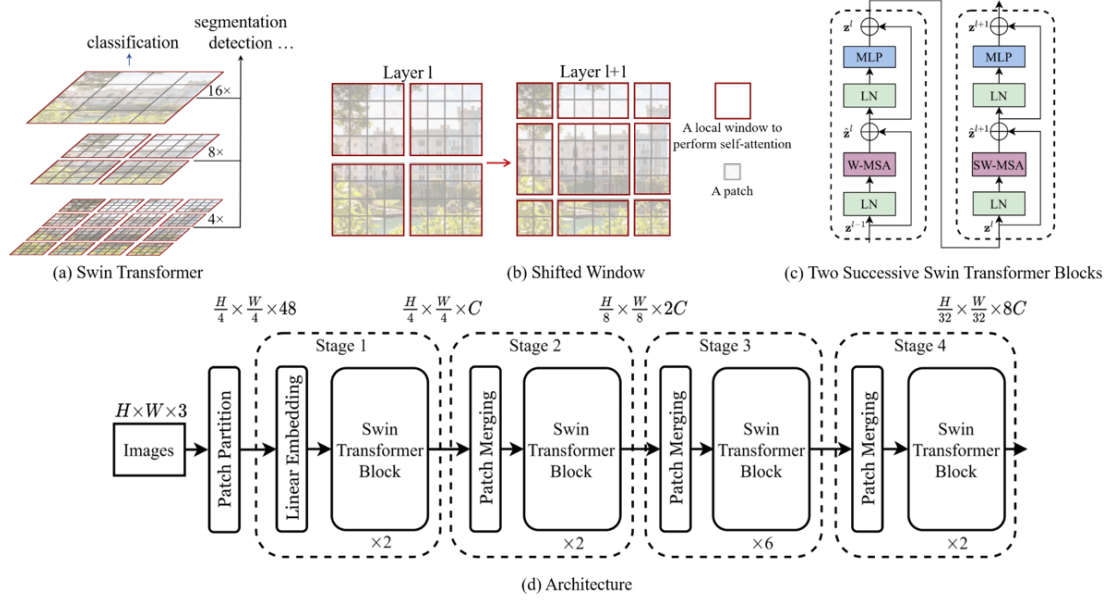 classification
segmentation
detection ...
16×
8×
4×
(a) Swin Transformer
Layer l
Layer l+1
A local window to
perform self-attention
A patch
(b) Shifted Window
z^l
MLP
LN
ẑ^l
W-MSA
LN
z^{l-1}
z^{l+1}
MLP
LN
ẑ^{l+1}
SW-MSA
LN
z^l
(c) Two Successive Swin Transformer Blocks
H/4 × W/4 × 48
H/4 × W/4 × C
H/8 × W/8 × 2C
H/32 × W/32 × 8C
H×W×3
Images
Patch Partition
Stage 1
Linear Embedding
Swin
Transformer
Block
×2
Stage 2
Patch Merging
Swin
Transformer
Block
×2
Stage 3
Patch Merging
Swin
Transformer
Block
×6
Stage 4
Patch Merging
Swin
Transformer
Block
×2
(d) Architecture